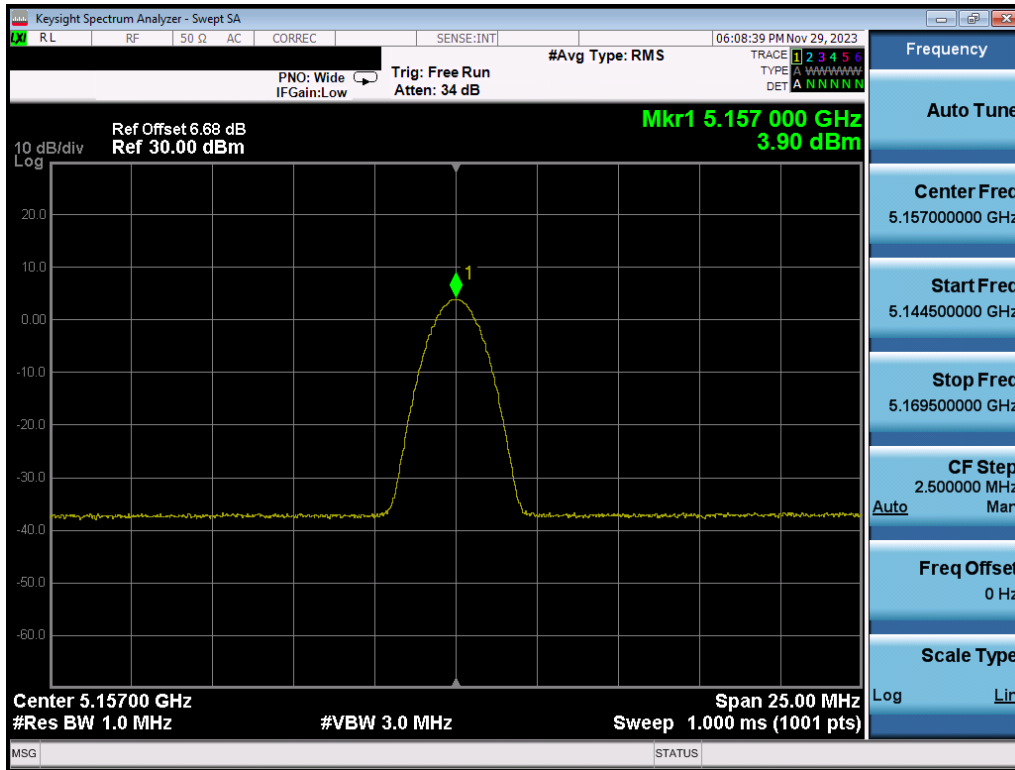 Keysight Spectrum Analyzer - Swept SA
LXI RL RF 50 Ω AC CORREC SENSE:INT 06:08:39 PM Nov 29, 2023
PNO: Wide
IFGain:Low
Trig: Free Run
Atten: 34 dB
#Avg Type: RMS
TRACE 1 2 3 4 5 6
TYPE A WWWWW
DET A N N N N N
Mkr1 5.157 000 GHz
3.90 dBm
Ref Offset 6.68 dB
10 dB/div Ref 30.00 dBm
Log
20.0
10.0
0.00
-10.0
-20.0
-30.0
-40.0
-50.0
-60.0
1
Center 5.15700 GHz Span 25.00 MHz
#Res BW 1.0 MHz #VBW 3.0 MHz Sweep 1.000 ms (1001 pts)
MSG STATUS
Frequency
Auto Tune
Center Freq
5.157000000 GHz
Start Freq
5.144500000 GHz
Stop Freq
5.169500000 GHz
CF Step
2.500000 MHz
Auto Man
Freq Offset
0 Hz
Scale Type
Log Lin